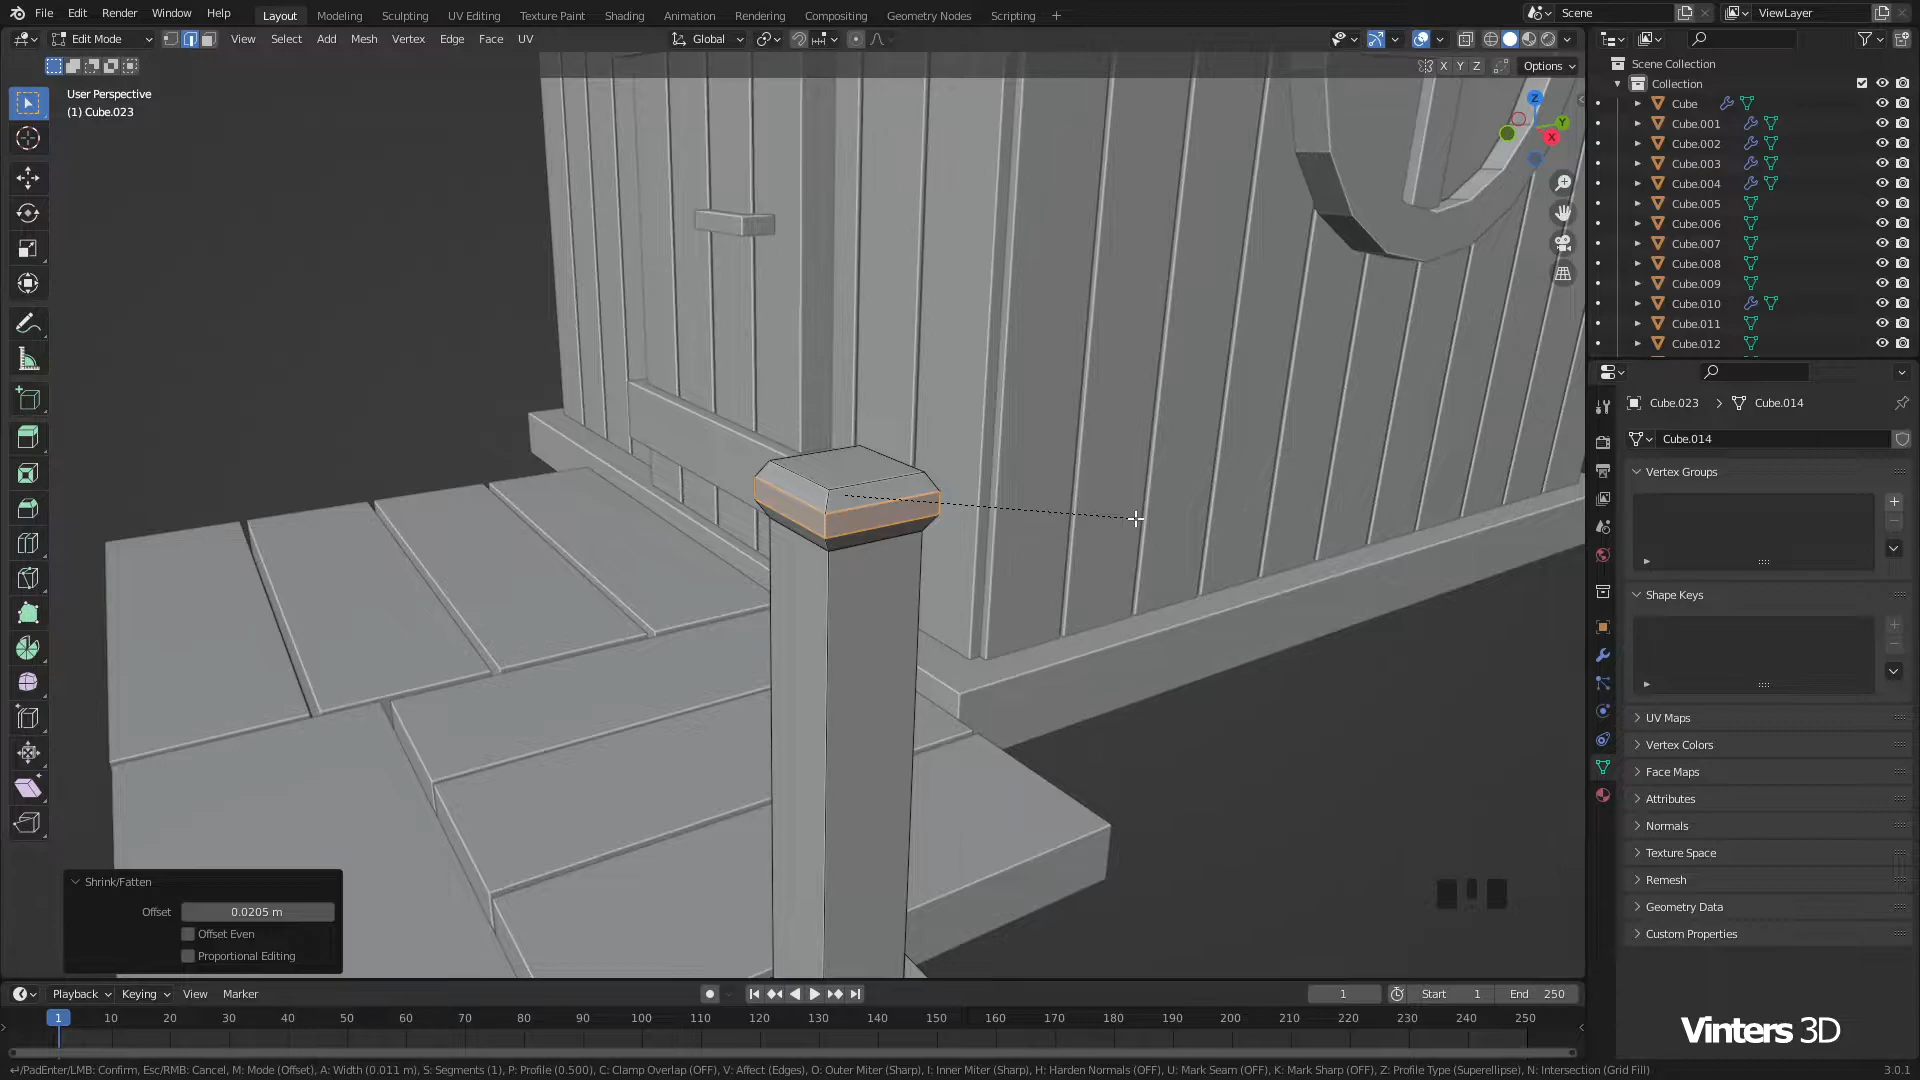 File Edit Render Window Help Layout Modeling Sculpting UV Editing Texture Paint Shading Animation Rendering Compositing Geometry Nodes Scripting + Scene ViewLayer
Edit Mode View Select Add Mesh Vertex Edge Face UV Global
X Y Z Options
User Perspective
(1) Cube.023
Z
Y
X
Scene Collection
Collection
Cube
Cube.001
Cube.002
Cube.003
Cube.004
Cube.005
Cube.006
Cube.007
Cube.008
Cube.009
Cube.010
Cube.011
Cube.012
Cube.023 > Cube.014
Cube.014
Vertex Groups
Shape Keys
UV Maps
Vertex Colors
Face Maps
Attributes
Normals
Texture Space
Remesh
Geometry Data
Custom Properties
Shrink/Fatten
Offset 0.0205 m
Offset Even
Proportional Editing
Playback Keying View Marker 1 Start 1 End 250
1 10 20 30 40 50 60 70 80 90 100 110 120 130 140 150 160 170 180 190 200 210 220 230 240 250
Vinters 3D
↵/PadEnter/LMB: Confirm, Esc/RMB: Cancel, M: Mode (Offset), A: Width (0.011 m), S: Segments (1), P: Profile (0.500), C: Clamp Overlap (OFF), V: Affect (Edges), O: Outer Miter (Sharp), I: Inner Miter (Sharp), H: Harden Normals (OFF), U: Mark Seam (OFF), K: Mark Sharp (OFF), Z: Profile Type (Superellipse), N: Intersection (Grid Fill)
3.0.1